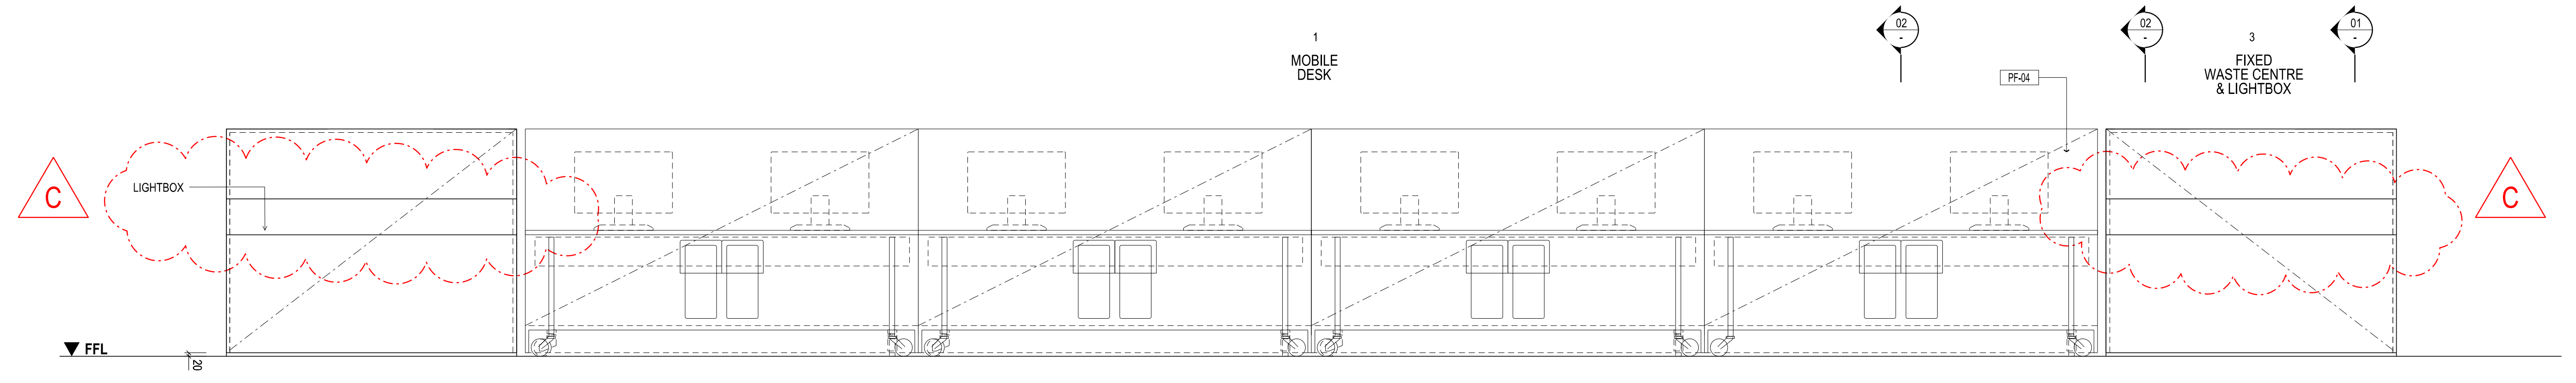 02
-
02
-
01
-
1
MOBILE
DESK
3
FIXED
WASTE CENTRE
& LIGHTBOX
PF-04
C
LIGHTBOX
C
FFL
20